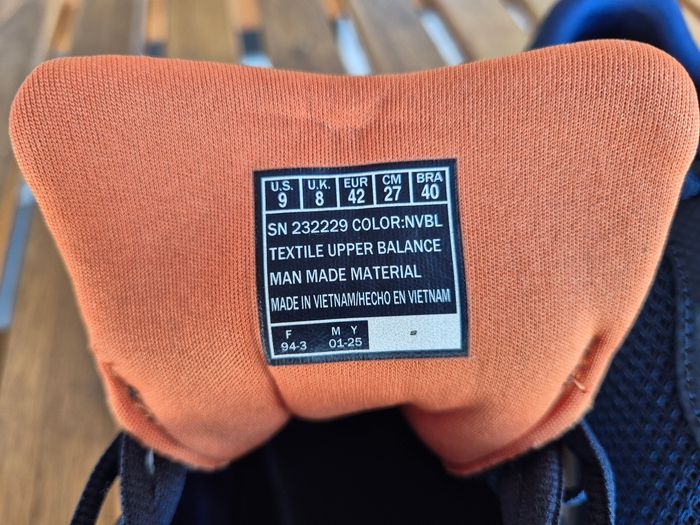 U.S. U.K. EUR CM BRA
9 8 42 27 40
SN 232229 COLOR:NVBL
TEXTILE UPPER BALANCE
MAN MADE MATERIAL
MADE IN VIETNAM/HECHO EN VIETNAM
F M Y
94-3 01-25